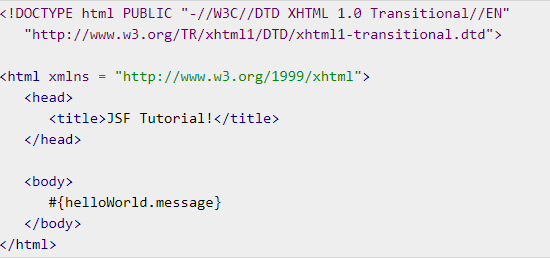 <!DOCTYPE html PUBLIC "-//W3C//DTD XHTML 1.0 Transitional//EN"
"http://www.w3.org/TR/xhtml1/DTD/xhtml1-transitional.dtd">
<html xmlns = "http://www.w3.org/1999/xhtml">
<head>
<title>JSF Tutorial!</title>
</head>
<body>
#{helloWorld.message}
</body>
</html>